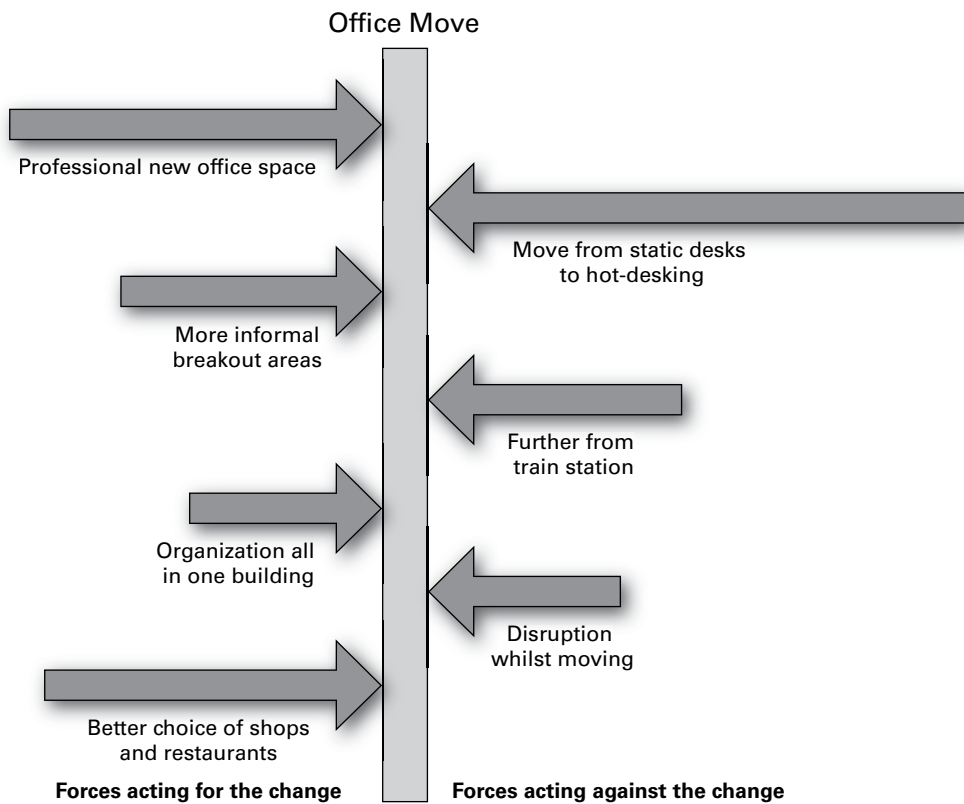 Office Move
Professional new office space
Move from static desks
to hot-desking
More informal
breakout areas
Further from
train station
Organization all
in one building
Disruption
whilst moving
Better choice of shops
and restaurants
Forces acting for the change
Forces acting against the change